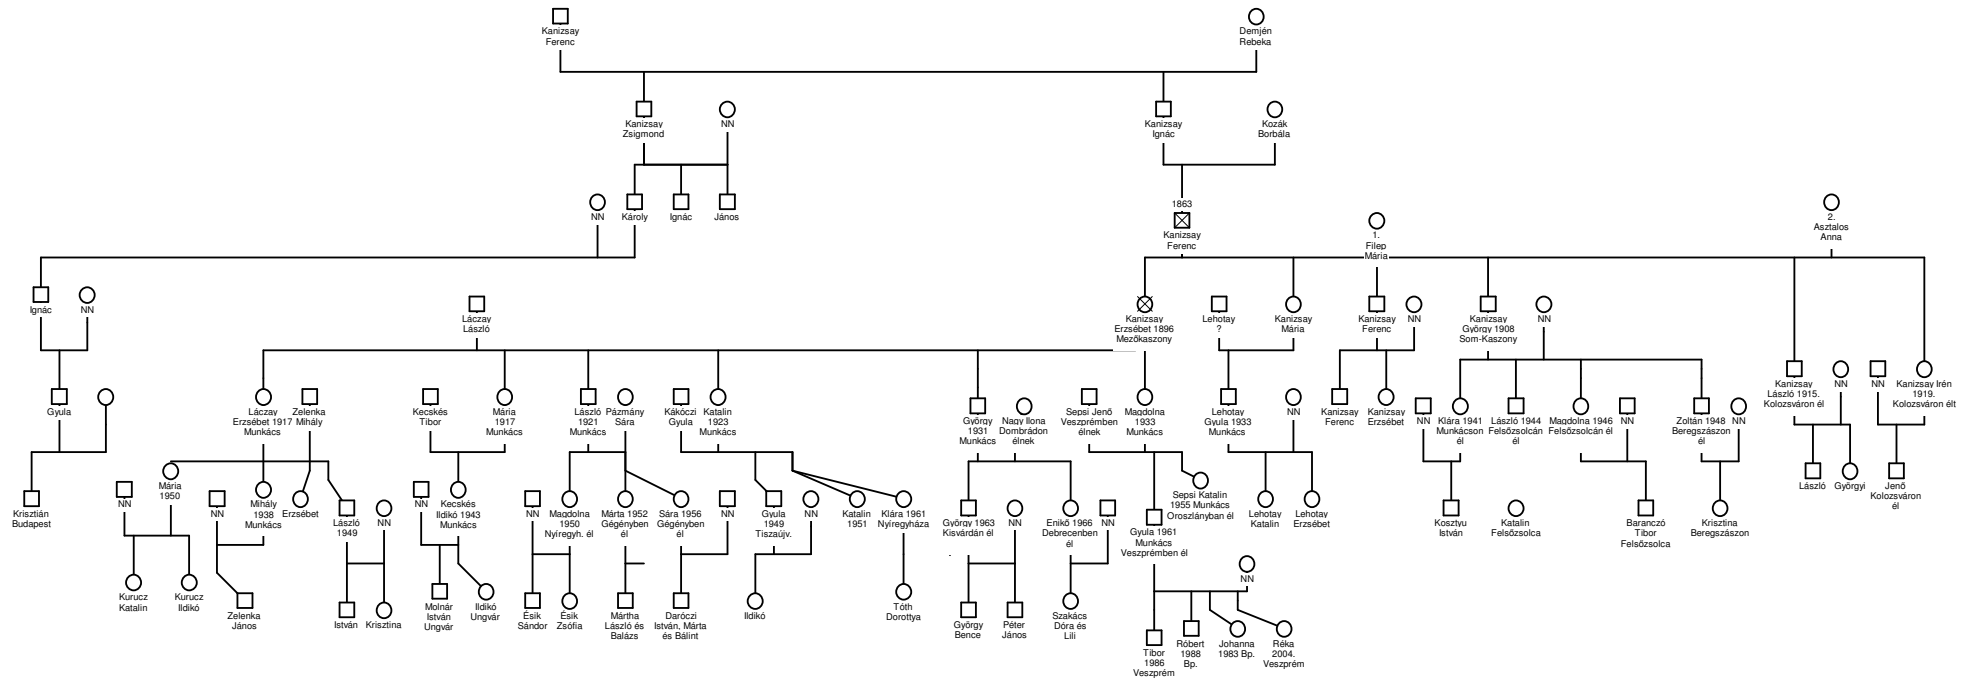 Kanizsay
Ferenc
Demjén
Rebeka
Kanizsay
Zsigmond
NN
Kanizsay
Ignác
Kozák
Borbála
NN
Károly
Ignác
János
1863
Kanizsay
Ferenc
1.
Filep
Mária
2.
Asztalos
Anna
Ignác
NN
Láczay
László
Kanizsay
Erzsébet 1896
Mezőkaszony
Lehotay
?
Kanizsay
Mária
Kanizsay
Ferenc
NN
Kanizsay
György 1908
Som-Kaszony
NN
Gyula
Láczay
Erzsébet 1917
Munkács
Zelenka
Mihály
Kecskés
Tibor
Mária
1917
Munkács
László
1921
Munkács
Pázmány
Sára
Kákóczi
Gyula
Katalin
1923
Munkács
György
1931
Munkács
Nagy Ilona
Dombrádon
élnek
Sepsi Jenő
Veszprémben
élnek
Magdolna
1933
Munkács
Lehotay
Gyula 1933
Munkács
NN
Kanizsay
Ferenc
Kanizsay
Erzsébet
NN
Klára 1941
Munkácson
él
László 1944
Felsőzsolcán
él
Magdolna 1946
Felsőzsolcán él
NN
Zoltán 1948
Beregszászon
él
NN
Kanizsay
László 1915.
Kolozsváron él
NN
NN
Kanizsay Irén
1919.
Kolozsváron élt
Krisztián
Budapest
NN
Mária
1950
NN
Mihály
1938
Munkács
Erzsébet
László
1949
NN
NN
Kecskés
Ildikó 1943
Munkács
NN
Magdolna
1950
Nyíregyh. él
Márta 1952
Gégényben
él
Sára 1956
Gégényben
él
NN
Gyula
1949
Tiszaújv.
NN
Katalin
1951
Klára 1961
Nyíregyháza
György 1963
Kisvárdán él
NN
Enikő 1966
Debrecenben
él
NN
Gyula 1961
Munkács
Veszprémben él
Sepsi Katalin
1955 Munkács
Oroszlányban él
Lehotay
Katalin
Lehotay
Erzsébet
Kosztyu
István
Katalin
Felsőzsolca
Baranczó
Tibor
Felsőzsolca
Krisztina
Beregszászon
László
Györgyi
Jenő
Kolozsváron
él
Kurucz
Katalin
Kurucz
Ildikó
Zelenka
János
István
Krisztina
Molnár
István
Ungvár
Ildikó
Ungvár
Ésik
Sándor
Ésik
Zsófia
Mártha
László és
Balázs
Daróczi
István, Márta
és Bálint
Ildikó
Tóth
Dorottya
György
Bence
Péter
János
Szakács
Dóra és
Lili
NN
Tibor
1986
Veszprém
Róbert
1988
Bp.
Johanna
1983 Bp.
Réka
2004.
Veszprém